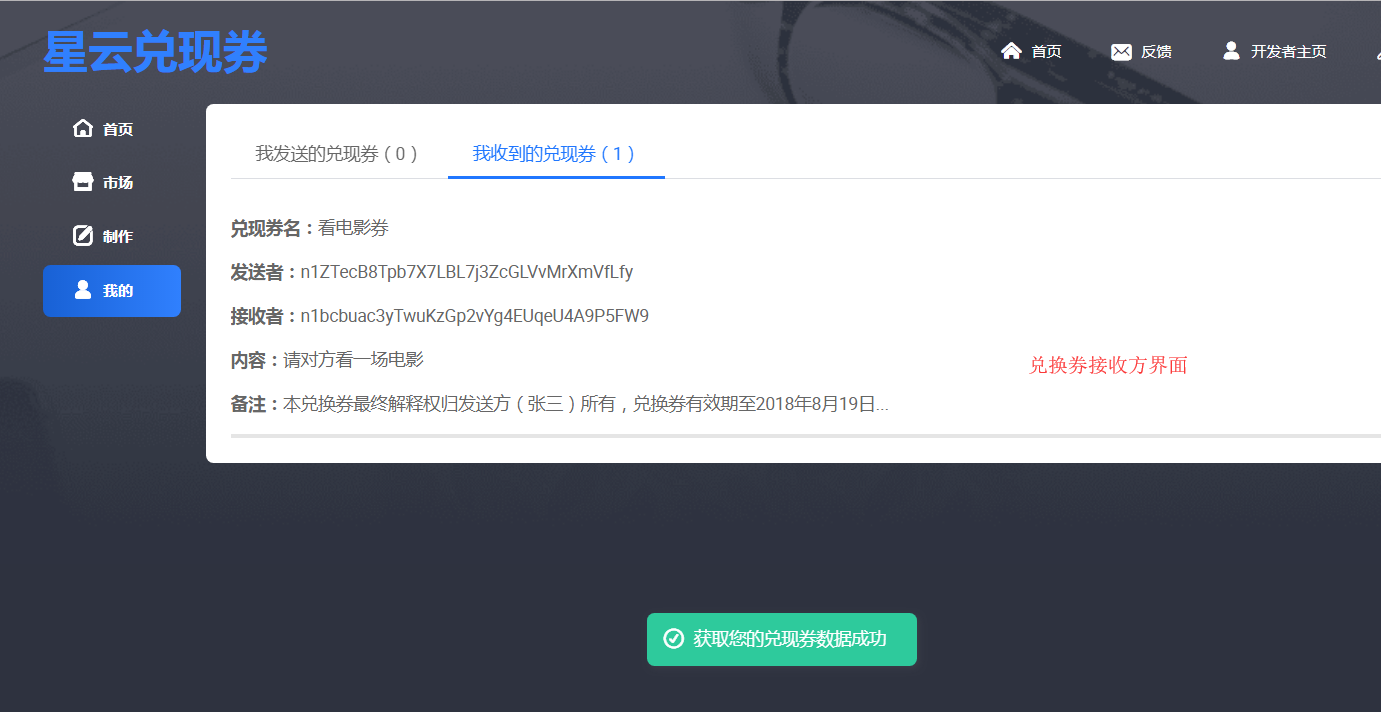 星云兑现券
首页
反馈
开发者主页
首页
市场
制作
我的
我发送的兑现券（0）
我收到的兑现券（1）
兑现券名：看电影券
发送者：n1ZTecB8Tpb7X7LBL7j3ZcGLVvMrXmVfLfy
接收者：n1bcbuac3yTwuKzGp2vYg4EUqeU4A9P5FW9
内容：请对方看一场电影
兑换券接收方界面
备注：本兑换券最终解释权归发送方（张三）所有，兑换券有效期至2018年8月19日...
获取您的兑现券数据成功